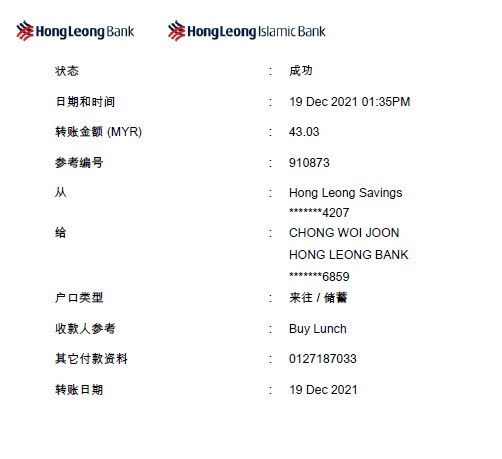 HongLeong Bank HongLeong Islamic Bank
状态 : 成功
日期和时间 : 19 Dec 2021 01:35PM
转账金额 (MYR) : 43.03
参考编号 : 910873
从 : Hong Leong Savings
*******4207
给 : CHONG WOI JOON
HONG LEONG BANK
*******6859
户口类型 : 来往 / 储蓄
收款人参考 : Buy Lunch
其它付款资料 : 0127187033
转账日期 : 19 Dec 2021